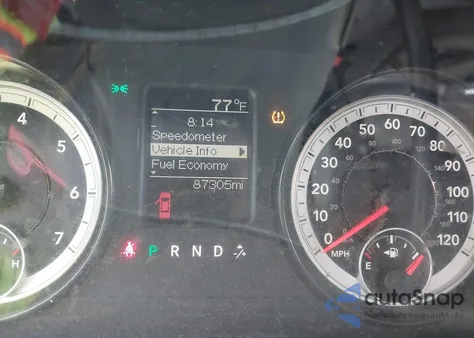 77°F
8:14
Speedometer
Vehicle Info
Fuel Economy
87305mi
P R N D
4
5
6
7
H
0
10
20
30
40
50
60
70
80
90
100
110
120
MPH
E
autoSnap